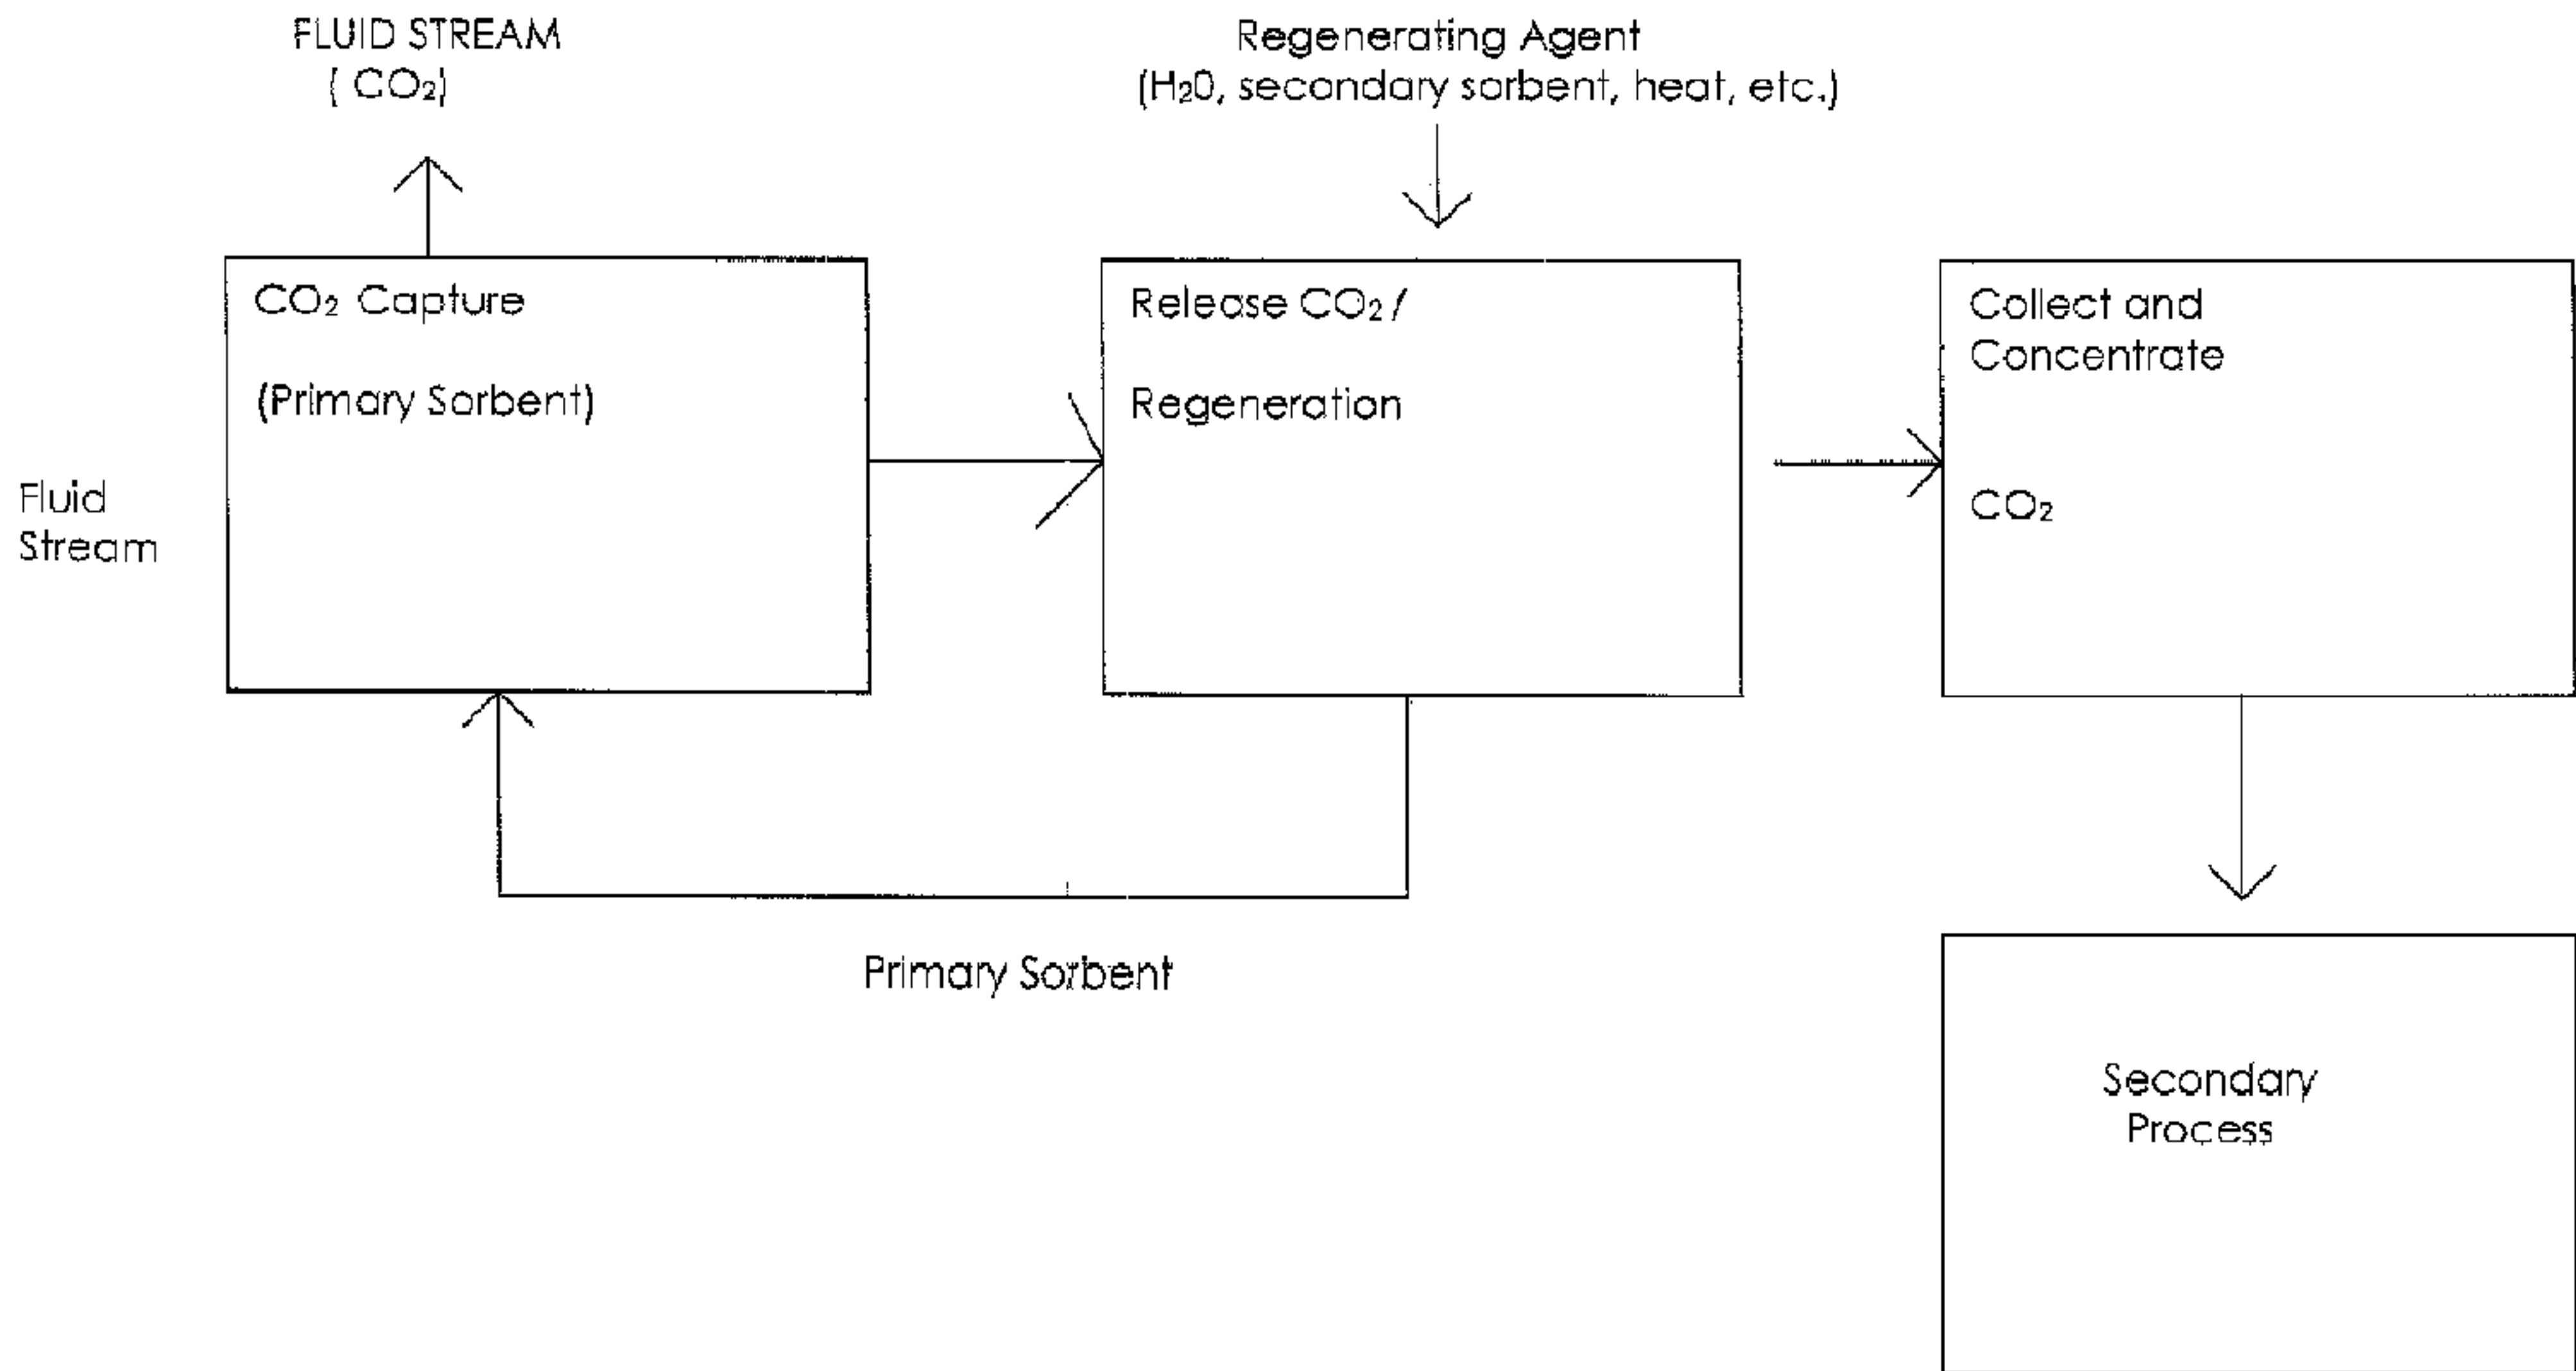 FLUID STREAM
( CO₂)
Regenerating Agent
(H₂0, secondary sorbent, heat, etc.)
CO₂ Capture
(Primary Sorbent)
Release CO₂ /
Regeneration
Collect and
Concentrate
CO₂
Fluid
Stream
Primary Sorbent
Secondary
Process